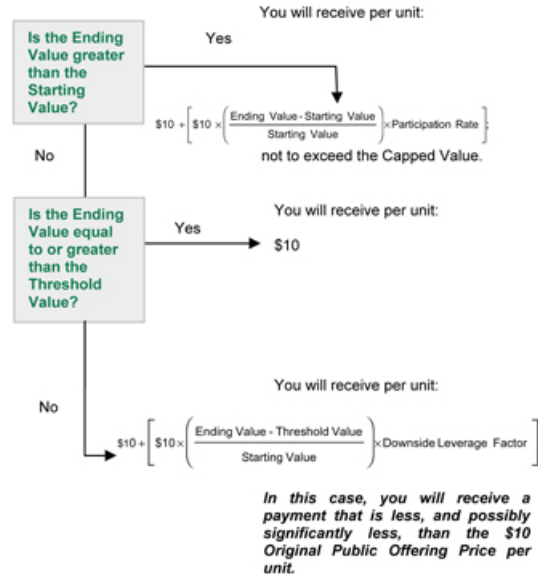 You will receive per unit:
Is the Ending
Value greater
than the
Starting
Value?
Yes
$10 + [ $10 × ( Ending Value - Starting Value / Starting Value ) × Participation Rate ];
not to exceed the Capped Value.
No
Is the Ending
Value equal
to or greater
than the
Threshold
Value?
Yes
You will receive per unit:
$10
No
You will receive per unit:
$10 + [ $10 × ( Ending Value - Threshold Value / Starting Value ) × Downside Leverage Factor ]
In this case, you will receive a
payment that is less, and possibly
significantly less, than the $10
Original Public Offering Price per
unit.